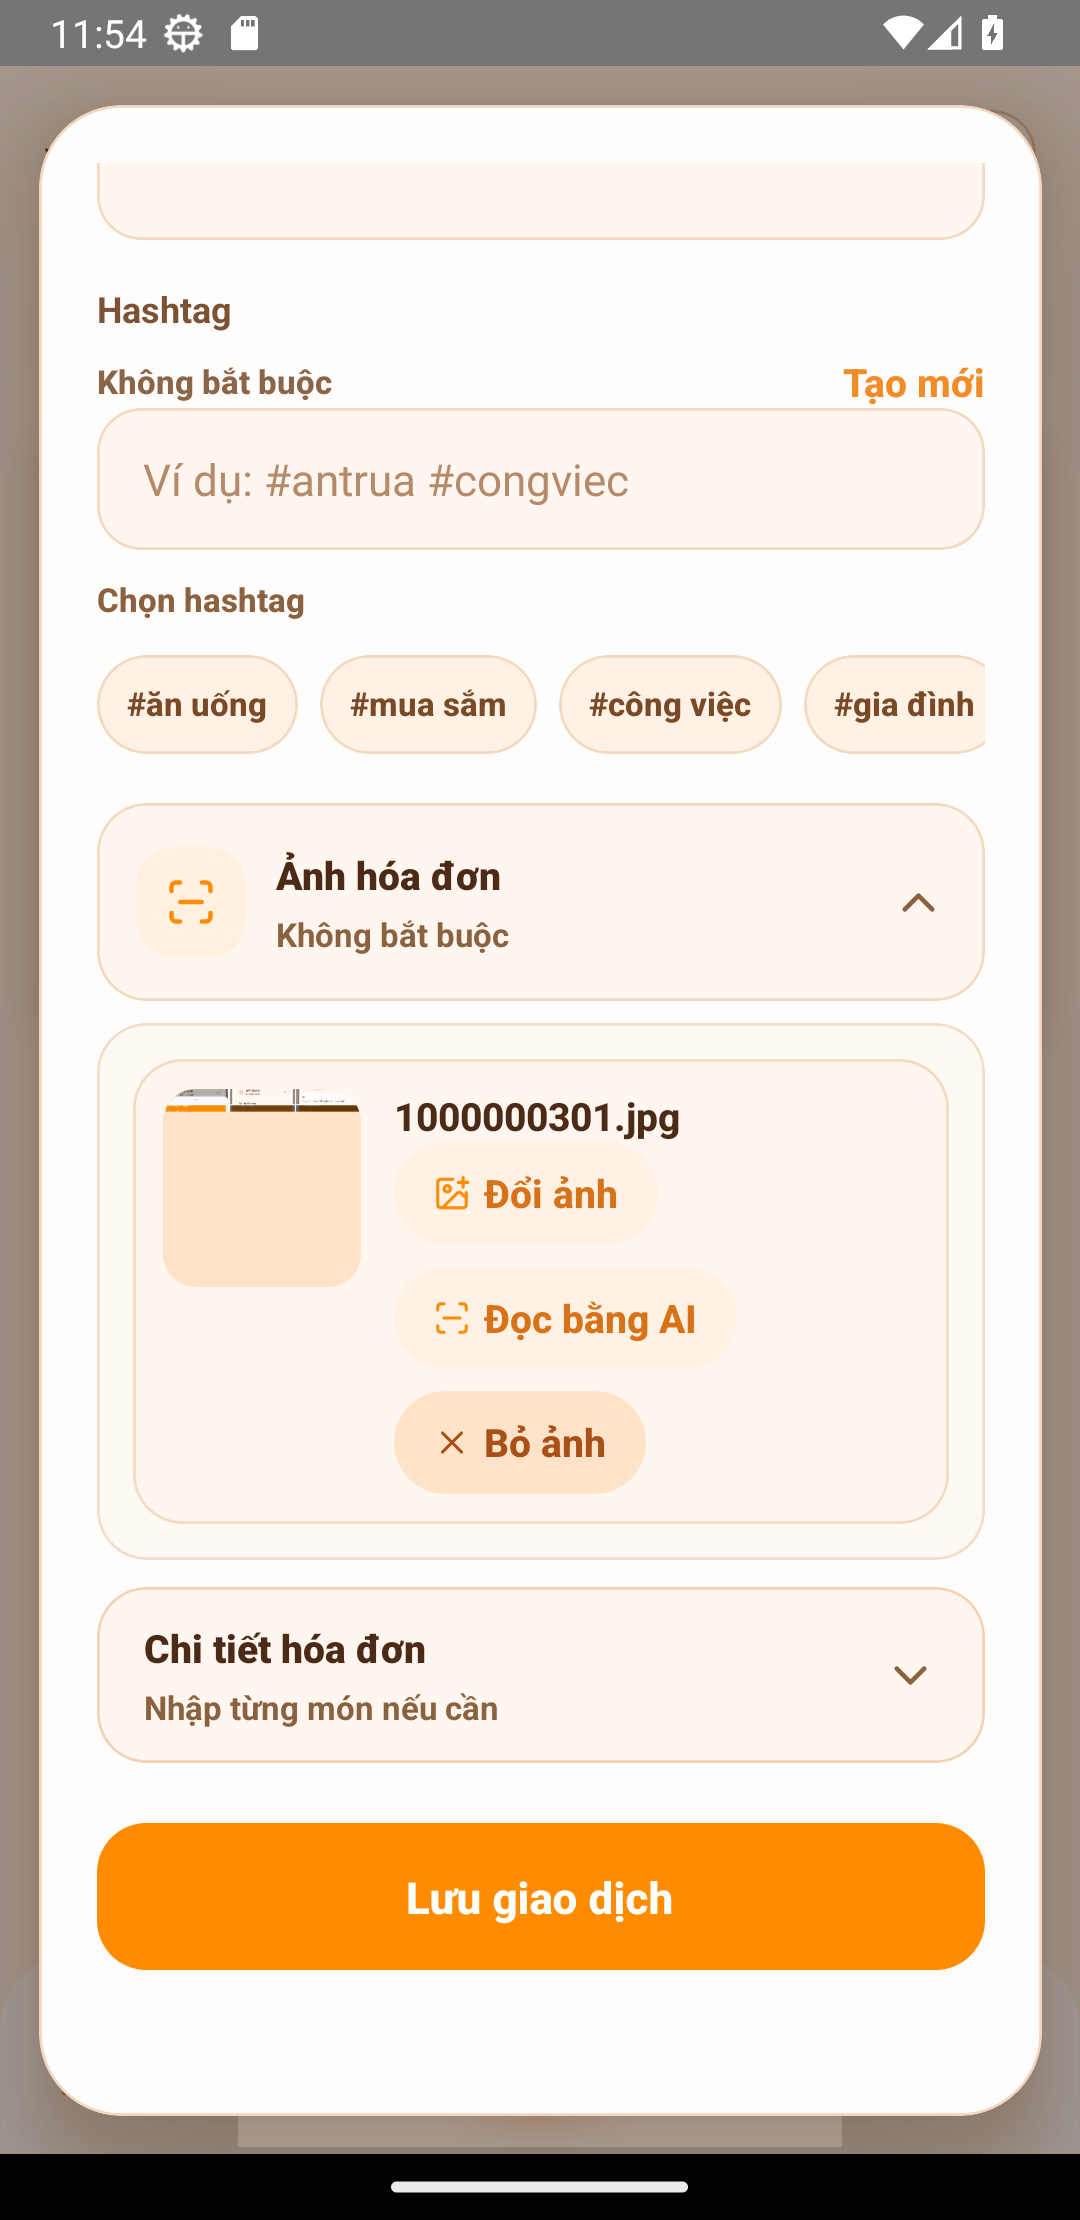 11:54
Hashtag
Không bắt buộc
Tạo mới
Ví dụ: #antrua #congviec
Chọn hashtag
#ăn uống #mua sắm #công việc #gia đình
Ảnh hóa đơn
Không bắt buộc
1000000301.jpg
Đổi ảnh
Đọc bằng AI
Bỏ ảnh
Chi tiết hóa đơn
Nhập từng món nếu cần
Lưu giao dịch